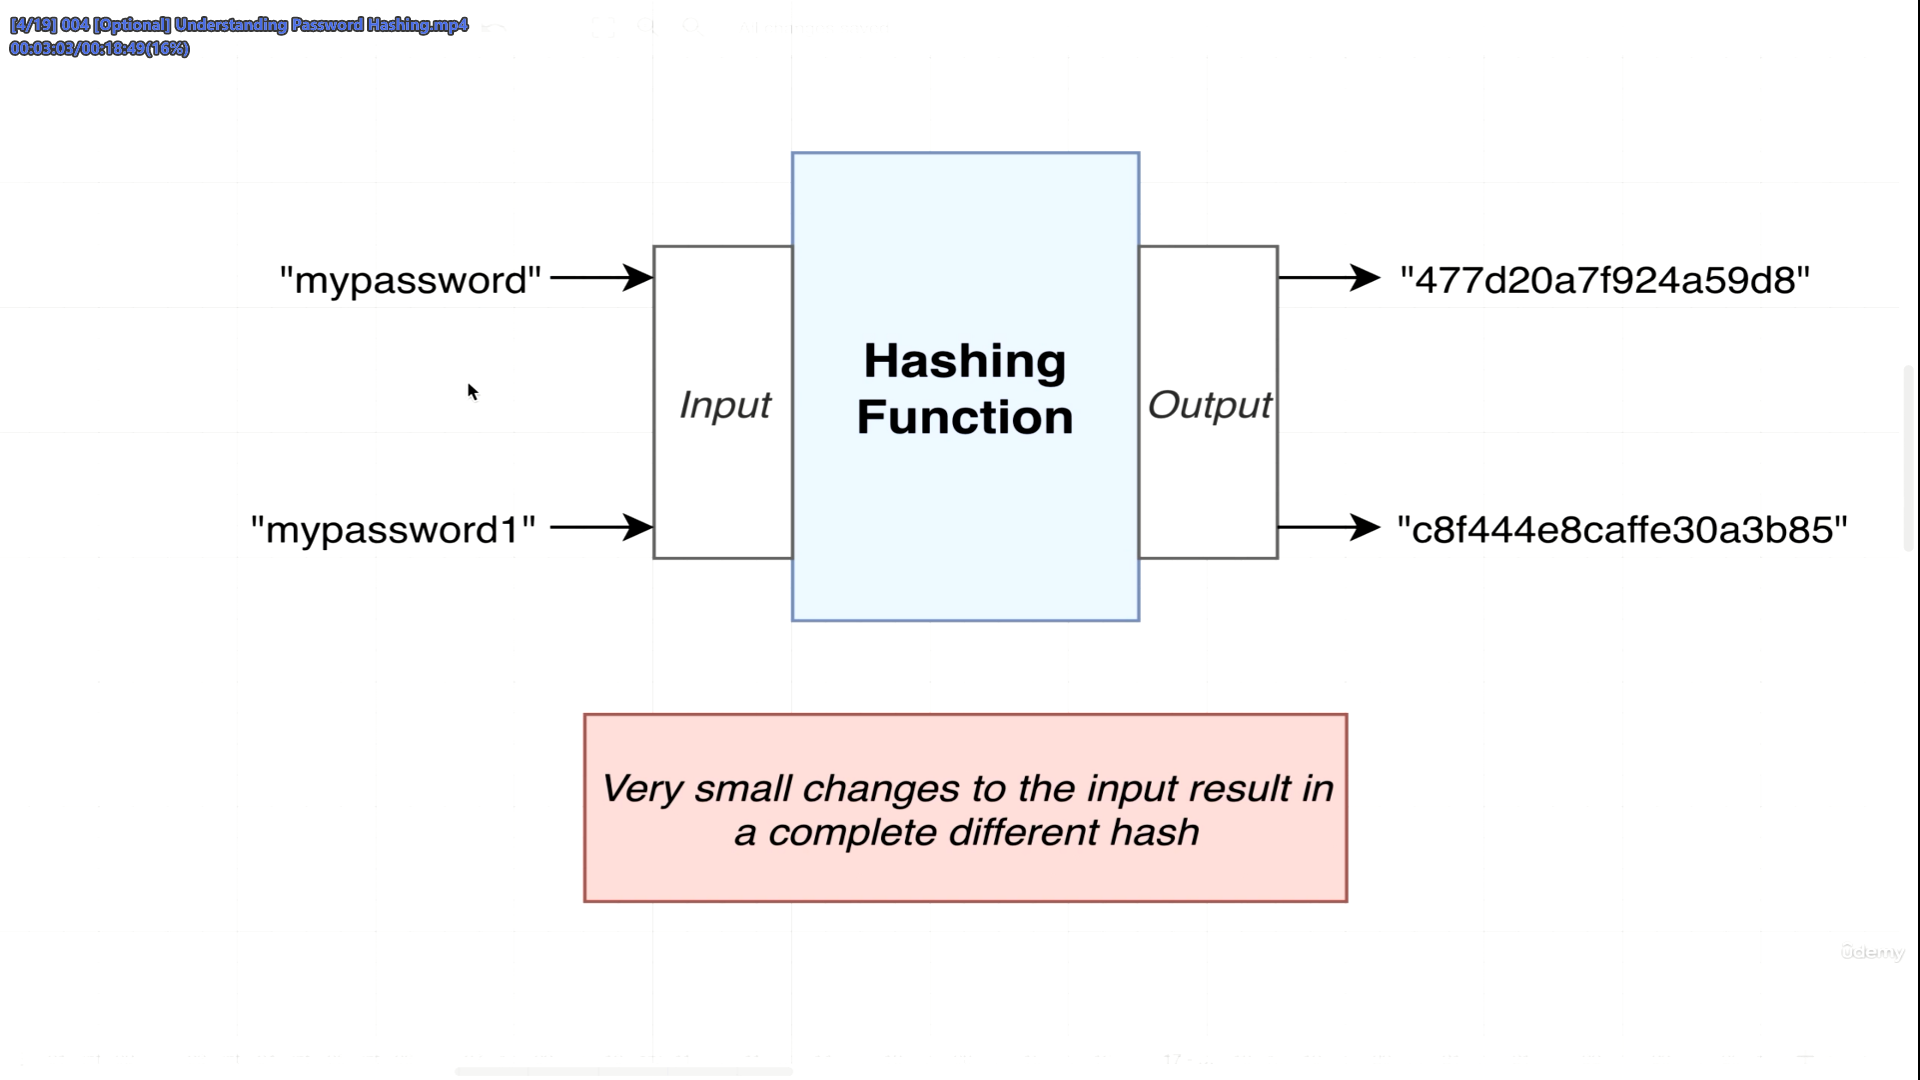 [4/19] 004 [Optional] Understanding Password Hashing.mp4
00:03:03/00:18:49(16%)
"mypassword"
"477d20a7f924a59d8"
Hashing
Function
Input
Output
"mypassword1"
"c8f444e8caffe30a3b85"
Very small changes to the input result in
a complete different hash
ûdemy